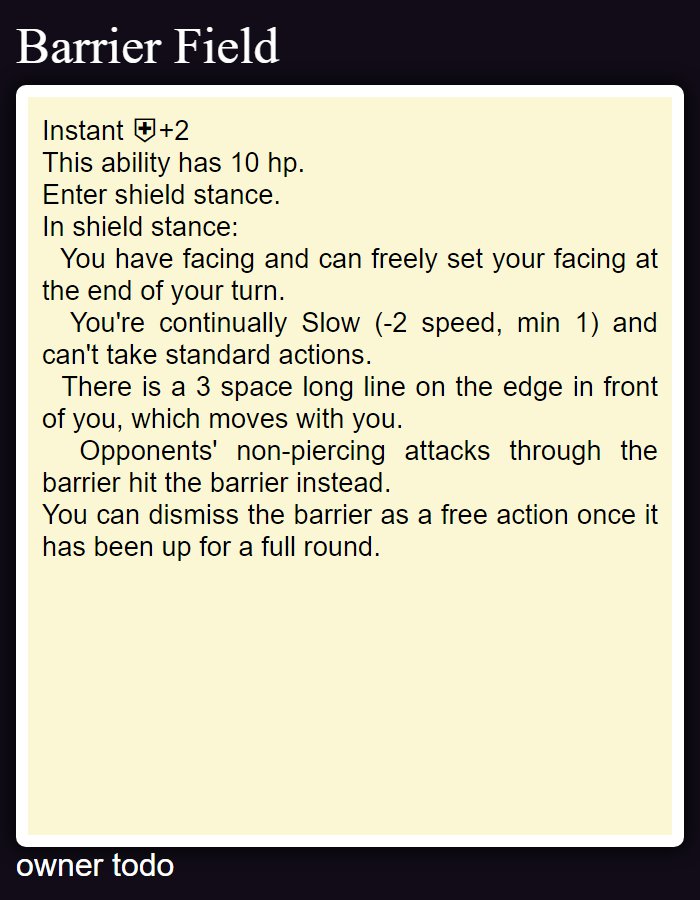 Barrier Field
Instant ⛨+2
This ability has 10 hp.
Enter shield stance.
In shield stance:
You have facing and can freely set your facing at
the end of your turn.
You're continually Slow (-2 speed, min 1) and
can't take standard actions.
There is a 3 space long line on the edge in front
of you, which moves with you.
Opponents' non-piercing attacks through the
barrier hit the barrier instead.
You can dismiss the barrier as a free action once it
has been up for a full round.
owner todo